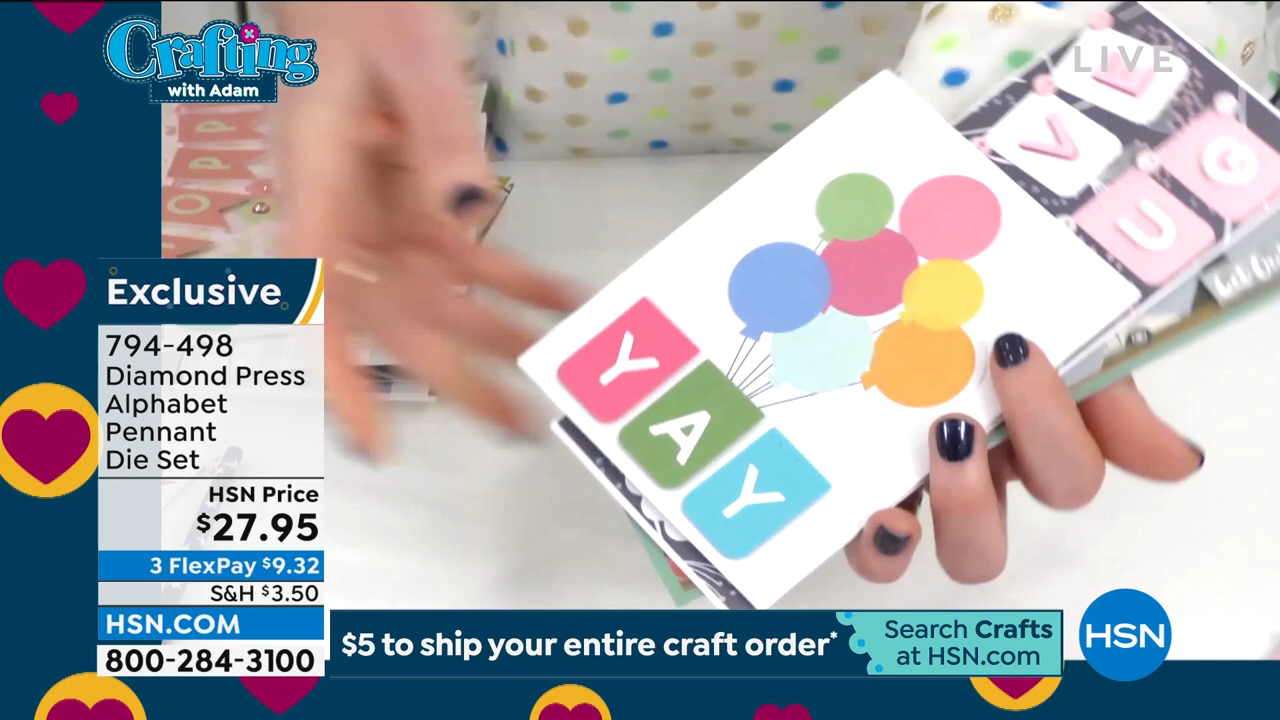 Crafting
with Adam
LIVE
Exclusive
794-498
Diamond Press
Alphabet
Pennant
Die Set
HSN Price
$27.95
3 FlexPay $9.32
S&H $3.50
HSN.COM
800-284-3100
Y
A
Y
V
U
G
$5 to ship your entire craft order*
Search Crafts
at HSN.com
HSN